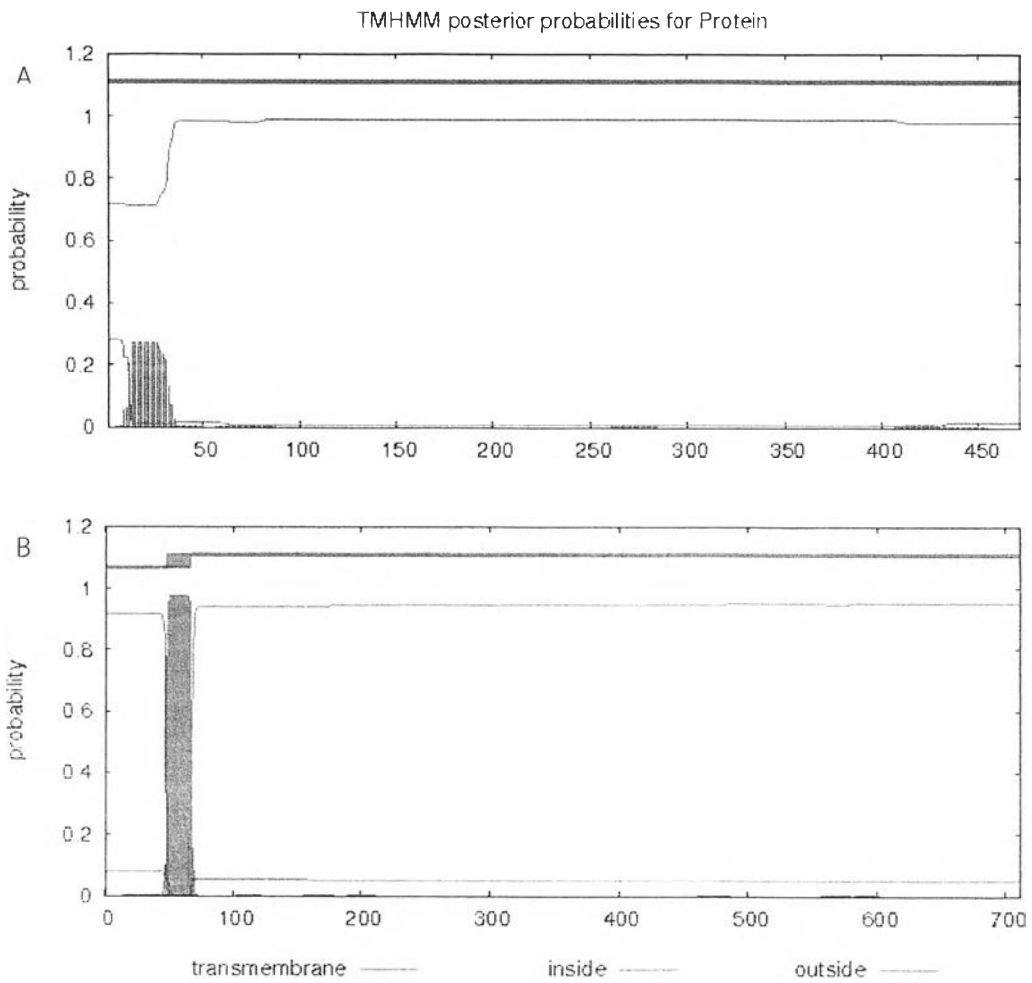 TMHMM posterior probabilities for Protein
A
1.2
1
0.8
0.6
0.4
0.2
0
probability
50 100 150 200 250 300 350 400 450
B
1.2
1
0.8
0.6
0.4
0.2
0
probability
0 100 200 300 400 500 600 700
transmembrane inside outside